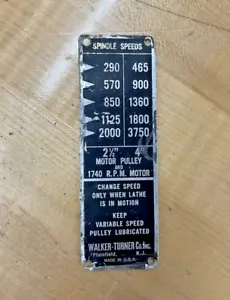 SPINDLE SPEEDS
290 465
570 900
850 1360
1125 1800
2000 3750
2½" 4"
MOTOR PULLEY
AND
1740 R.P.M. MOTOR
CHANGE SPEED
ONLY WHEN LATHE
IS IN MOTION
KEEP
VARIABLE SPEED
PULLEY LUBRICATED
WALKER-TURNER Co. Inc.
Plainfield, N.J.
MADE IN U.S.A.